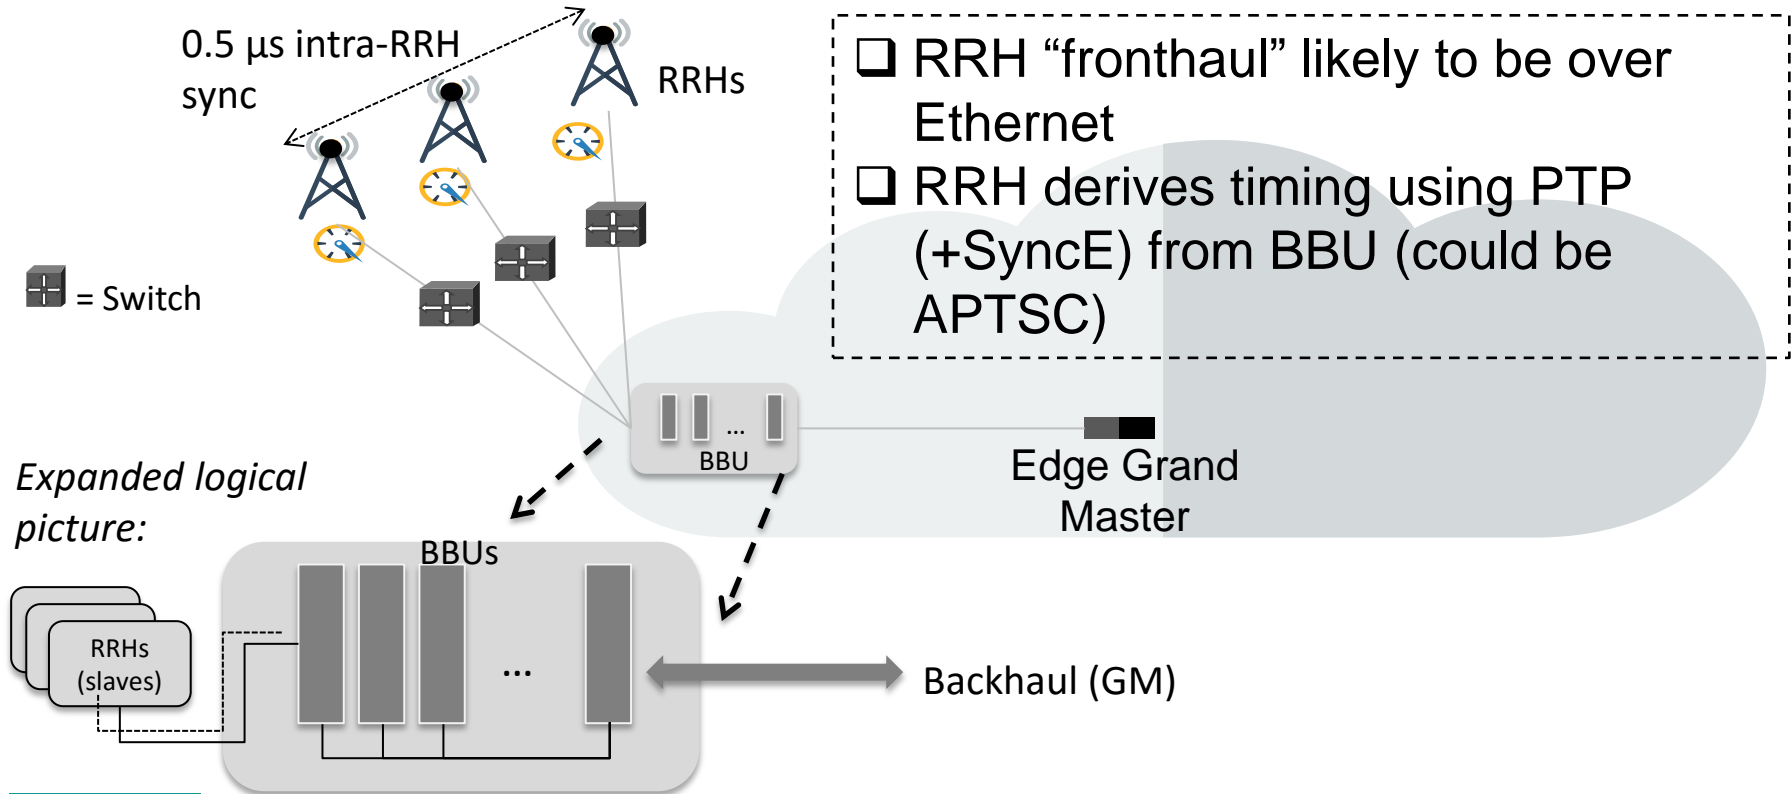 0.5 µs intra-RRH
sync
RRHs
= Switch
❑ RRH “fronthaul” likely to be over
Ethernet
❑ RRH derives timing using PTP
(+SyncE) from BBU (could be
APTSC)
...
BBU
Edge Grand
Master
Expanded logical
picture:
BBUs
RRHs
(slaves)
...
Backhaul (GM)